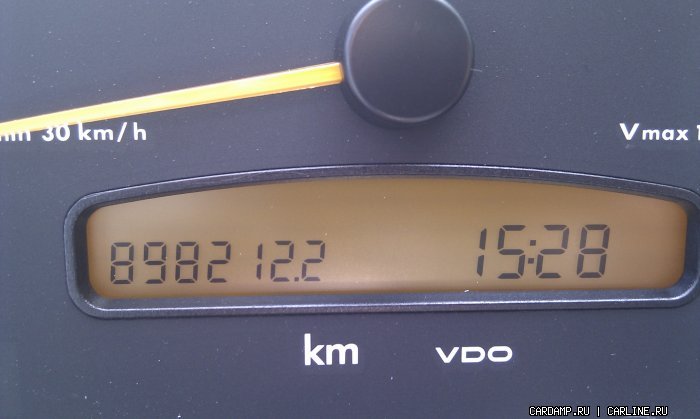 30 km/h
Vmax
898212.2
15:28
km
VDO
CARDAMP.RU | CARLINE.RU